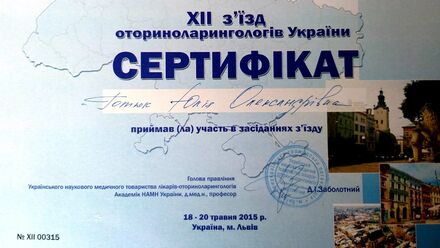 XII з’їзд
оториноларингологів України
СЕРТИФІКАТ
Юлія Олександрівна
приймав (ла) участь в засіданнях з’їзду
Голова правління
Українського наукового медичного товариства лікарів-оториноларингологів
Академік НАМН України, д.мед.н., професор
Д.І.Заболотний
18 - 20 травня 2015 р.
Україна, м. Львів
№ XII 00315